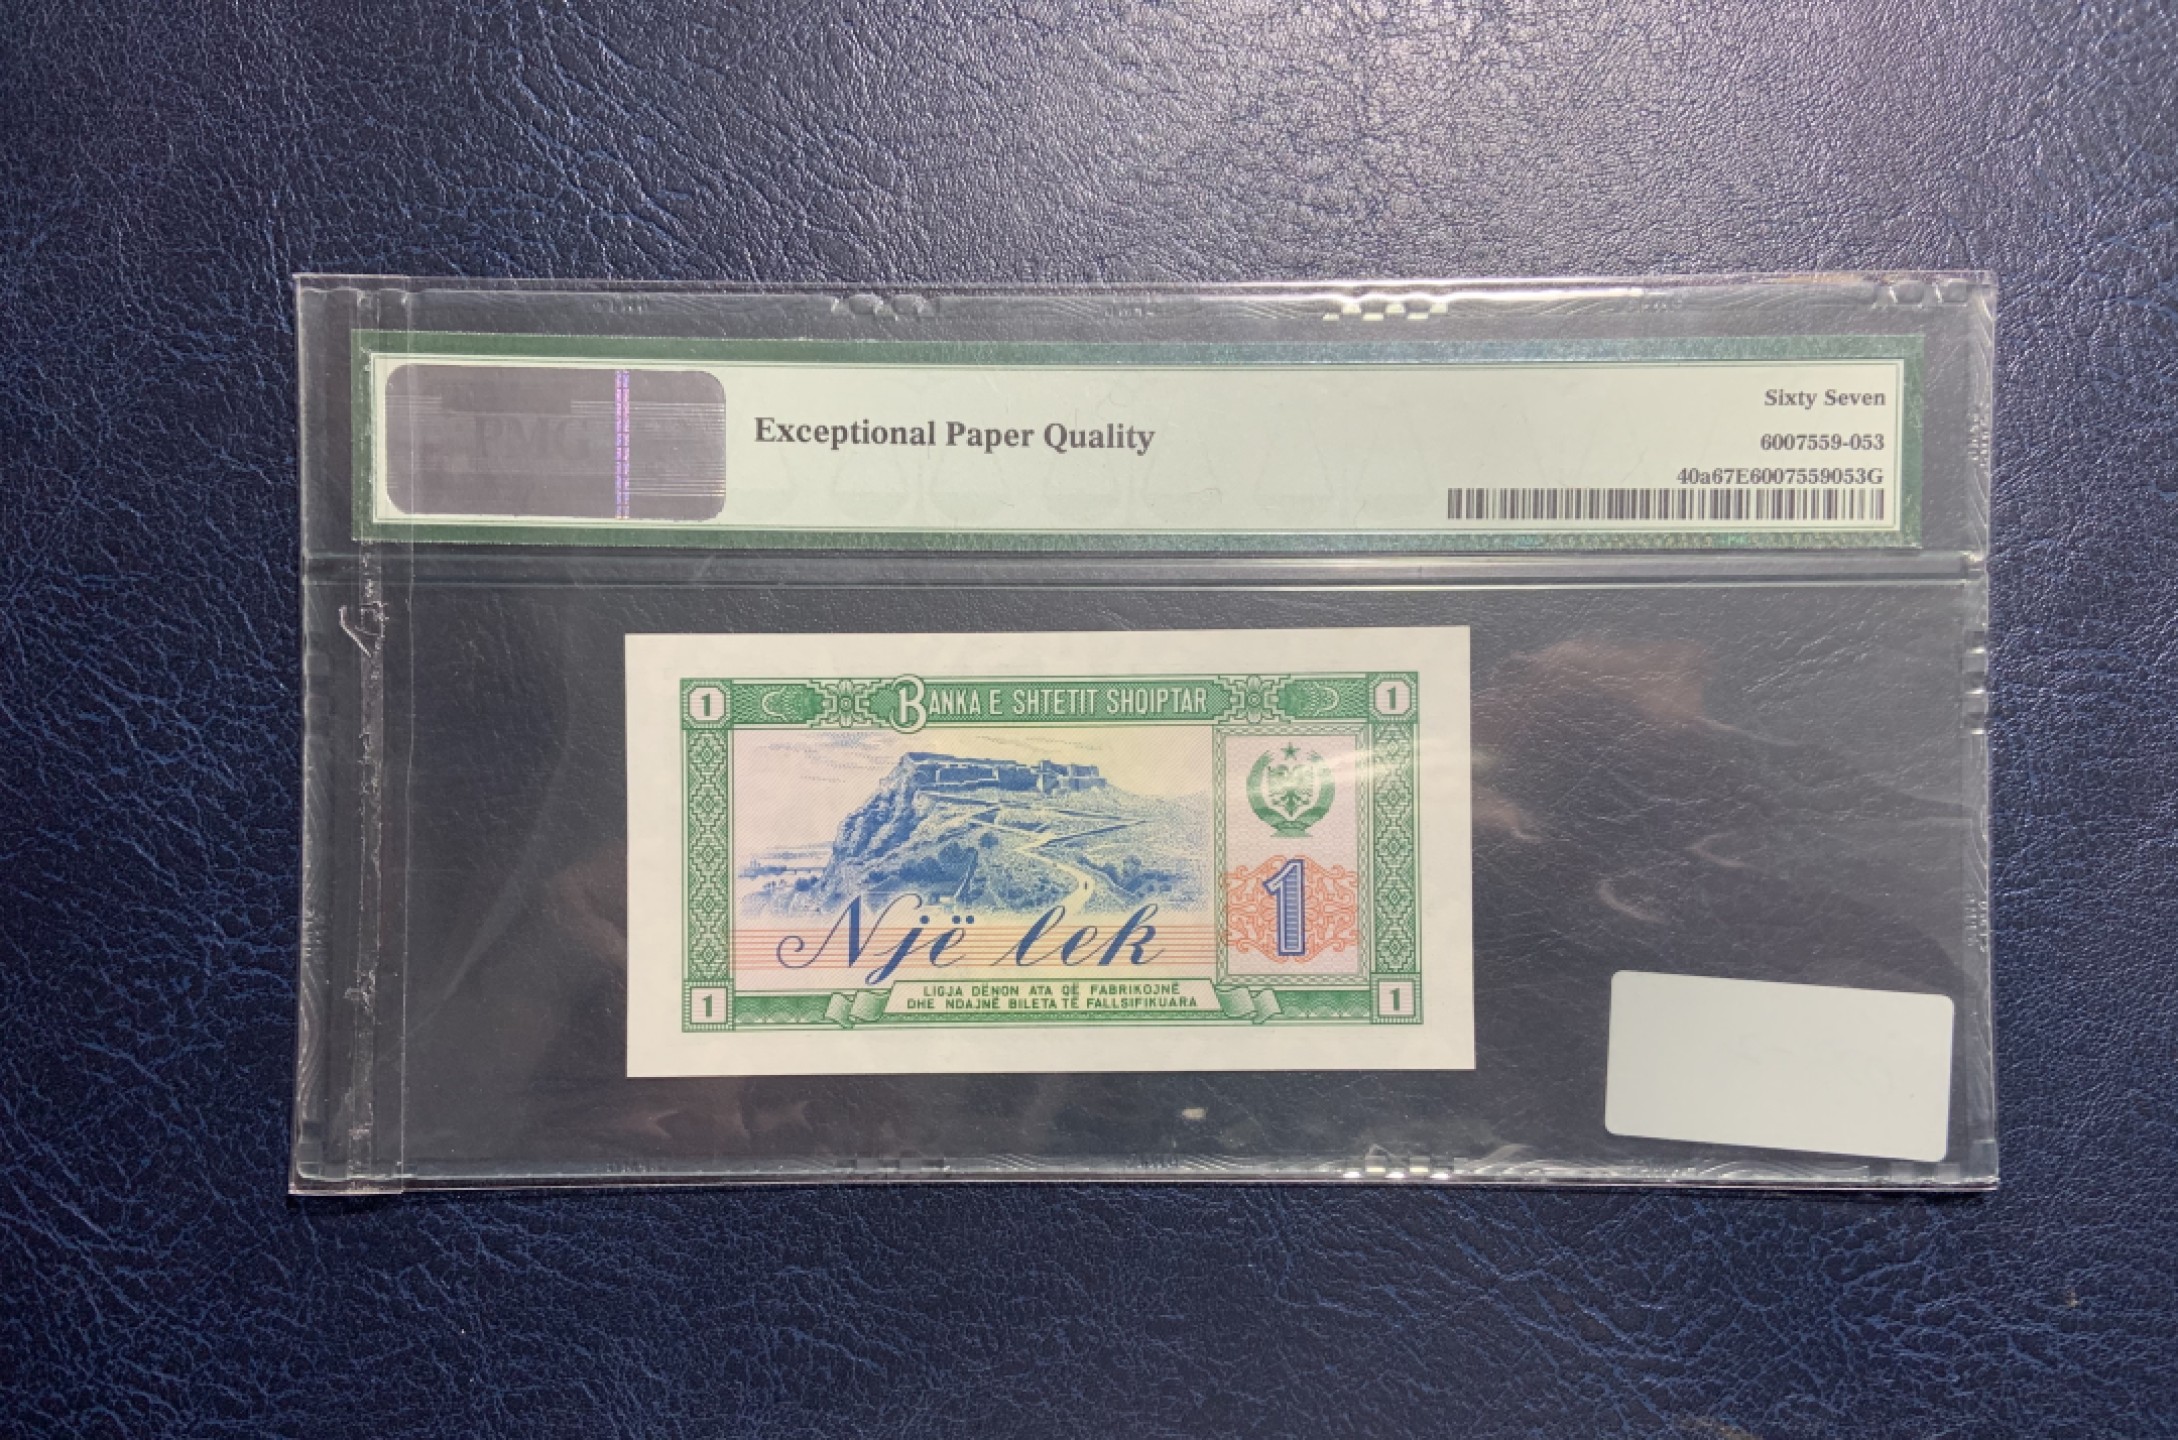 PMG
Exceptional Paper Quality
Sixty Seven
6007559-053
40a67E6007559053G
1
BANKA E SHTETIT SHQIPTAR
1
1
Një lek
1
LIGJA DËNON ATA QË FABRIKOJNË
DHE NDAJNË BILETA TË FALLSIFIKUARA
1